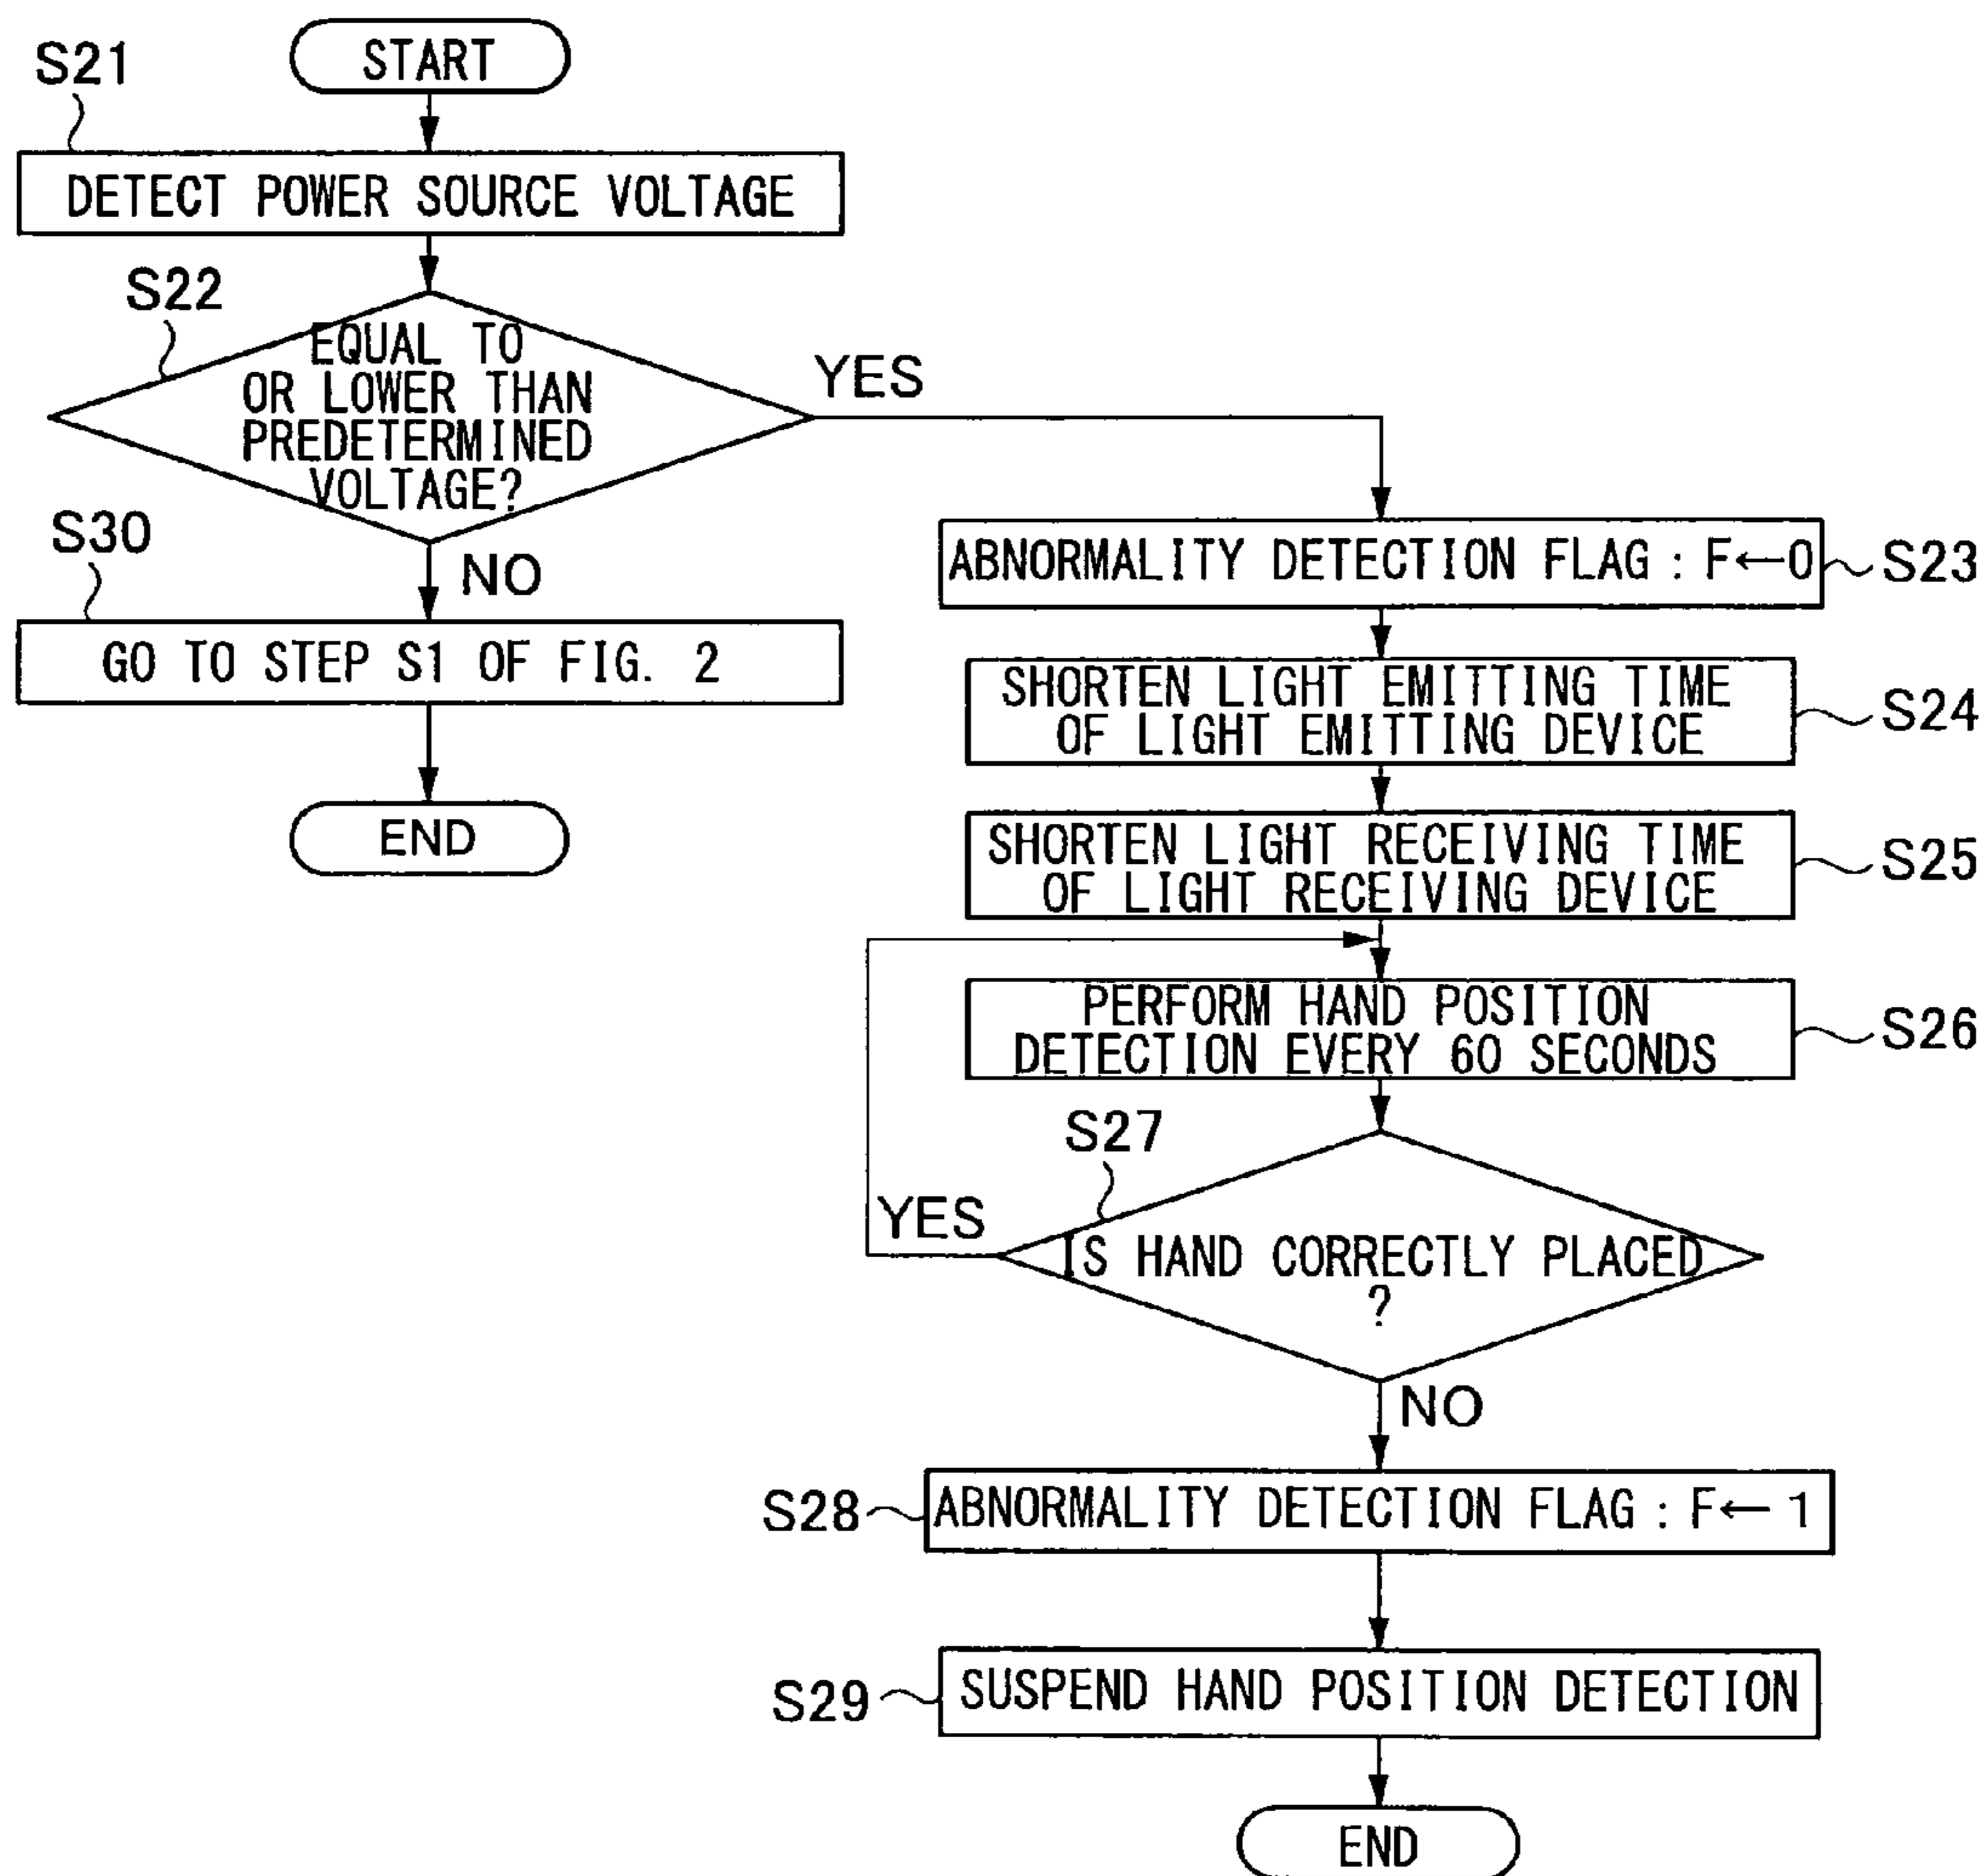 START
S21
DETECT POWER SOURCE VOLTAGE
S22
EQUAL TO
OR LOWER THAN
PREDETERMINED
VOLTAGE?
YES
NO
S30
GO TO STEP S1 OF FIG. 2
END
ABNORMALITY DETECTION FLAG : F←0
S23
SHORTEN LIGHT EMITTING TIME
OF LIGHT EMITTING DEVICE
S24
SHORTEN LIGHT RECEIVING TIME
OF LIGHT RECEIVING DEVICE
S25
PERFORM HAND POSITION
DETECTION EVERY 60 SECONDS
S26
S27
YES
IS HAND CORRECTLY PLACED
?
NO
S28
ABNORMALITY DETECTION FLAG : F← 1
S29
SUSPEND HAND POSITION DETECTION
END